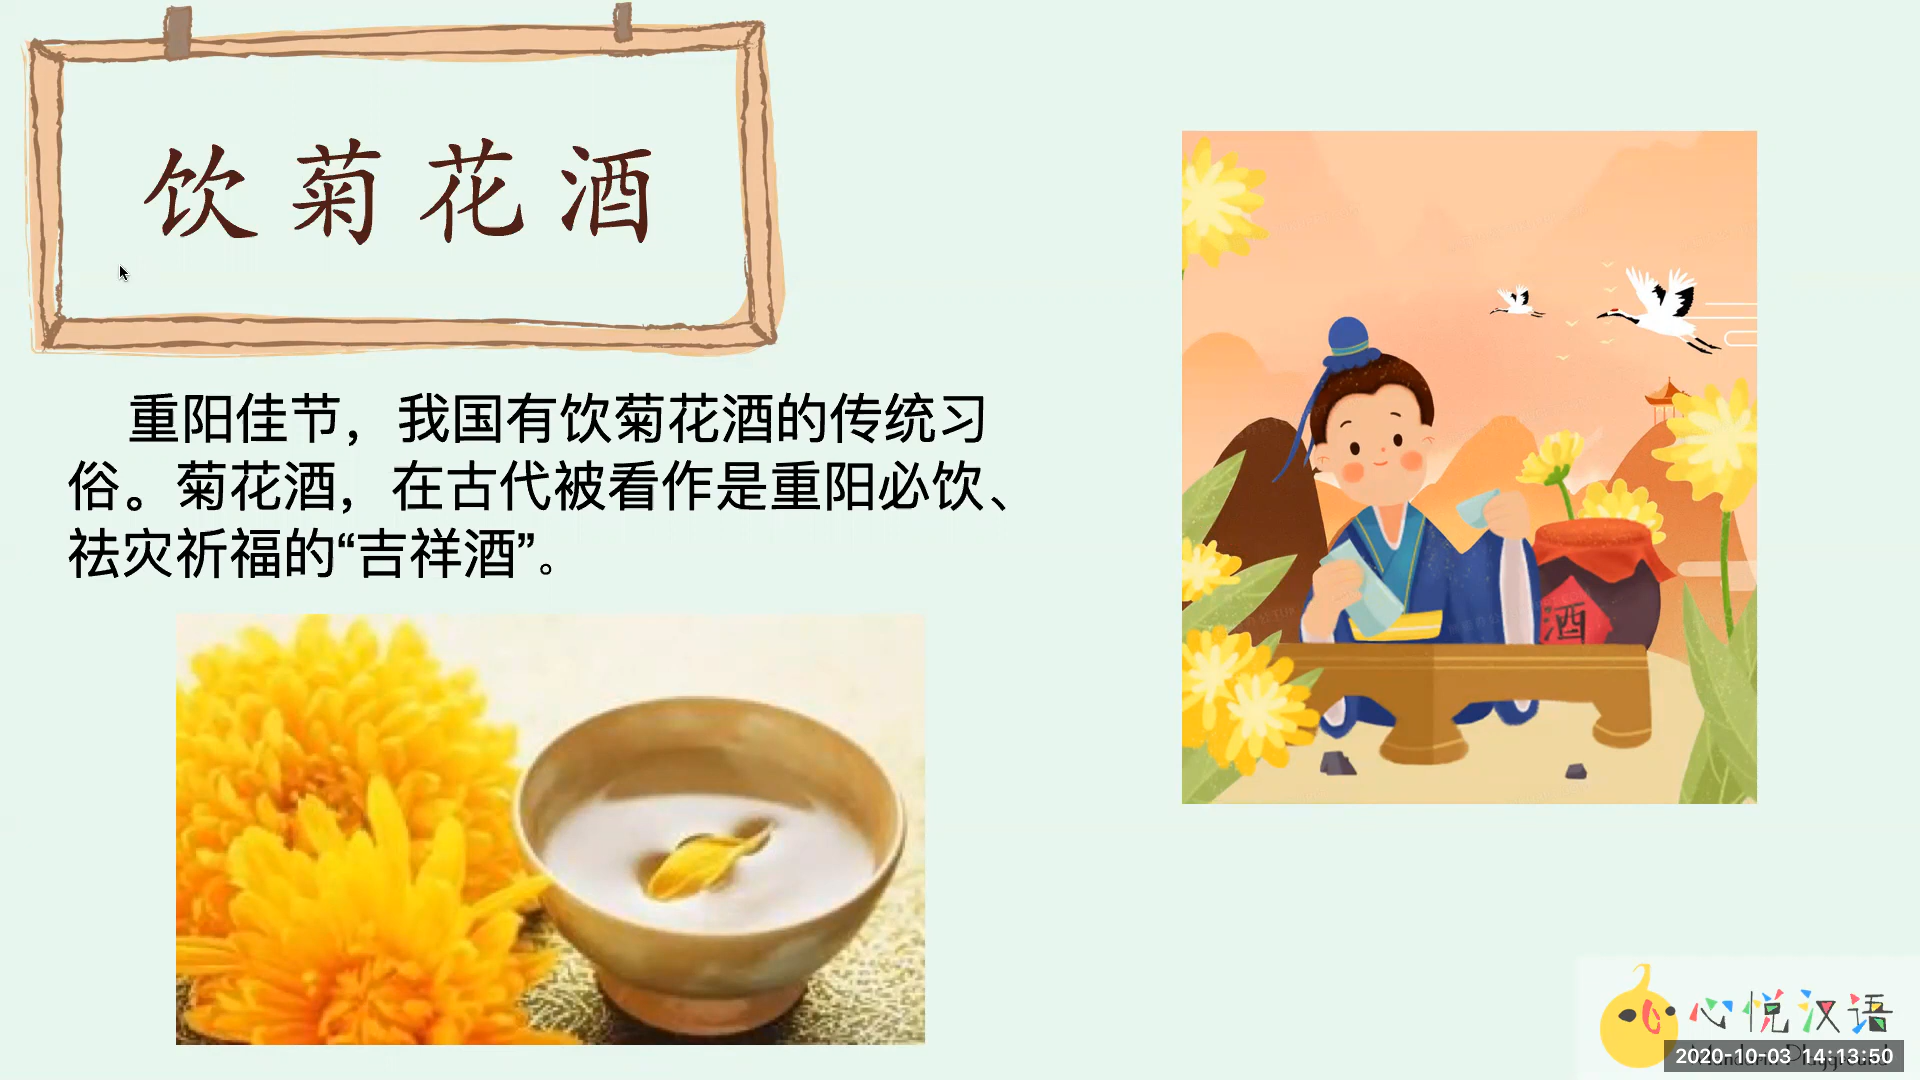 饮菊花酒
重阳佳节，我国有饮菊花酒的传统习
俗。菊花酒，在古代被看作是重阳必饮、
祛灾祈福的“吉祥酒”。
酒
心悦汉语
2020-10-03 14:13:50